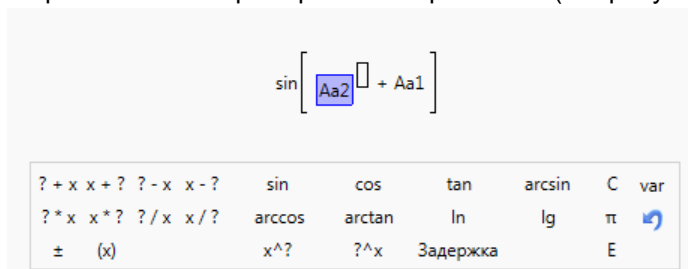 sin[ Aa2 + Aa1 ]
? + x x + ? ? - x x - ? sin cos tan arcsin C var
? * x x * ? ? / x x / ? arccos arctan ln lg π
± (x) x^? ?^x Задержка E